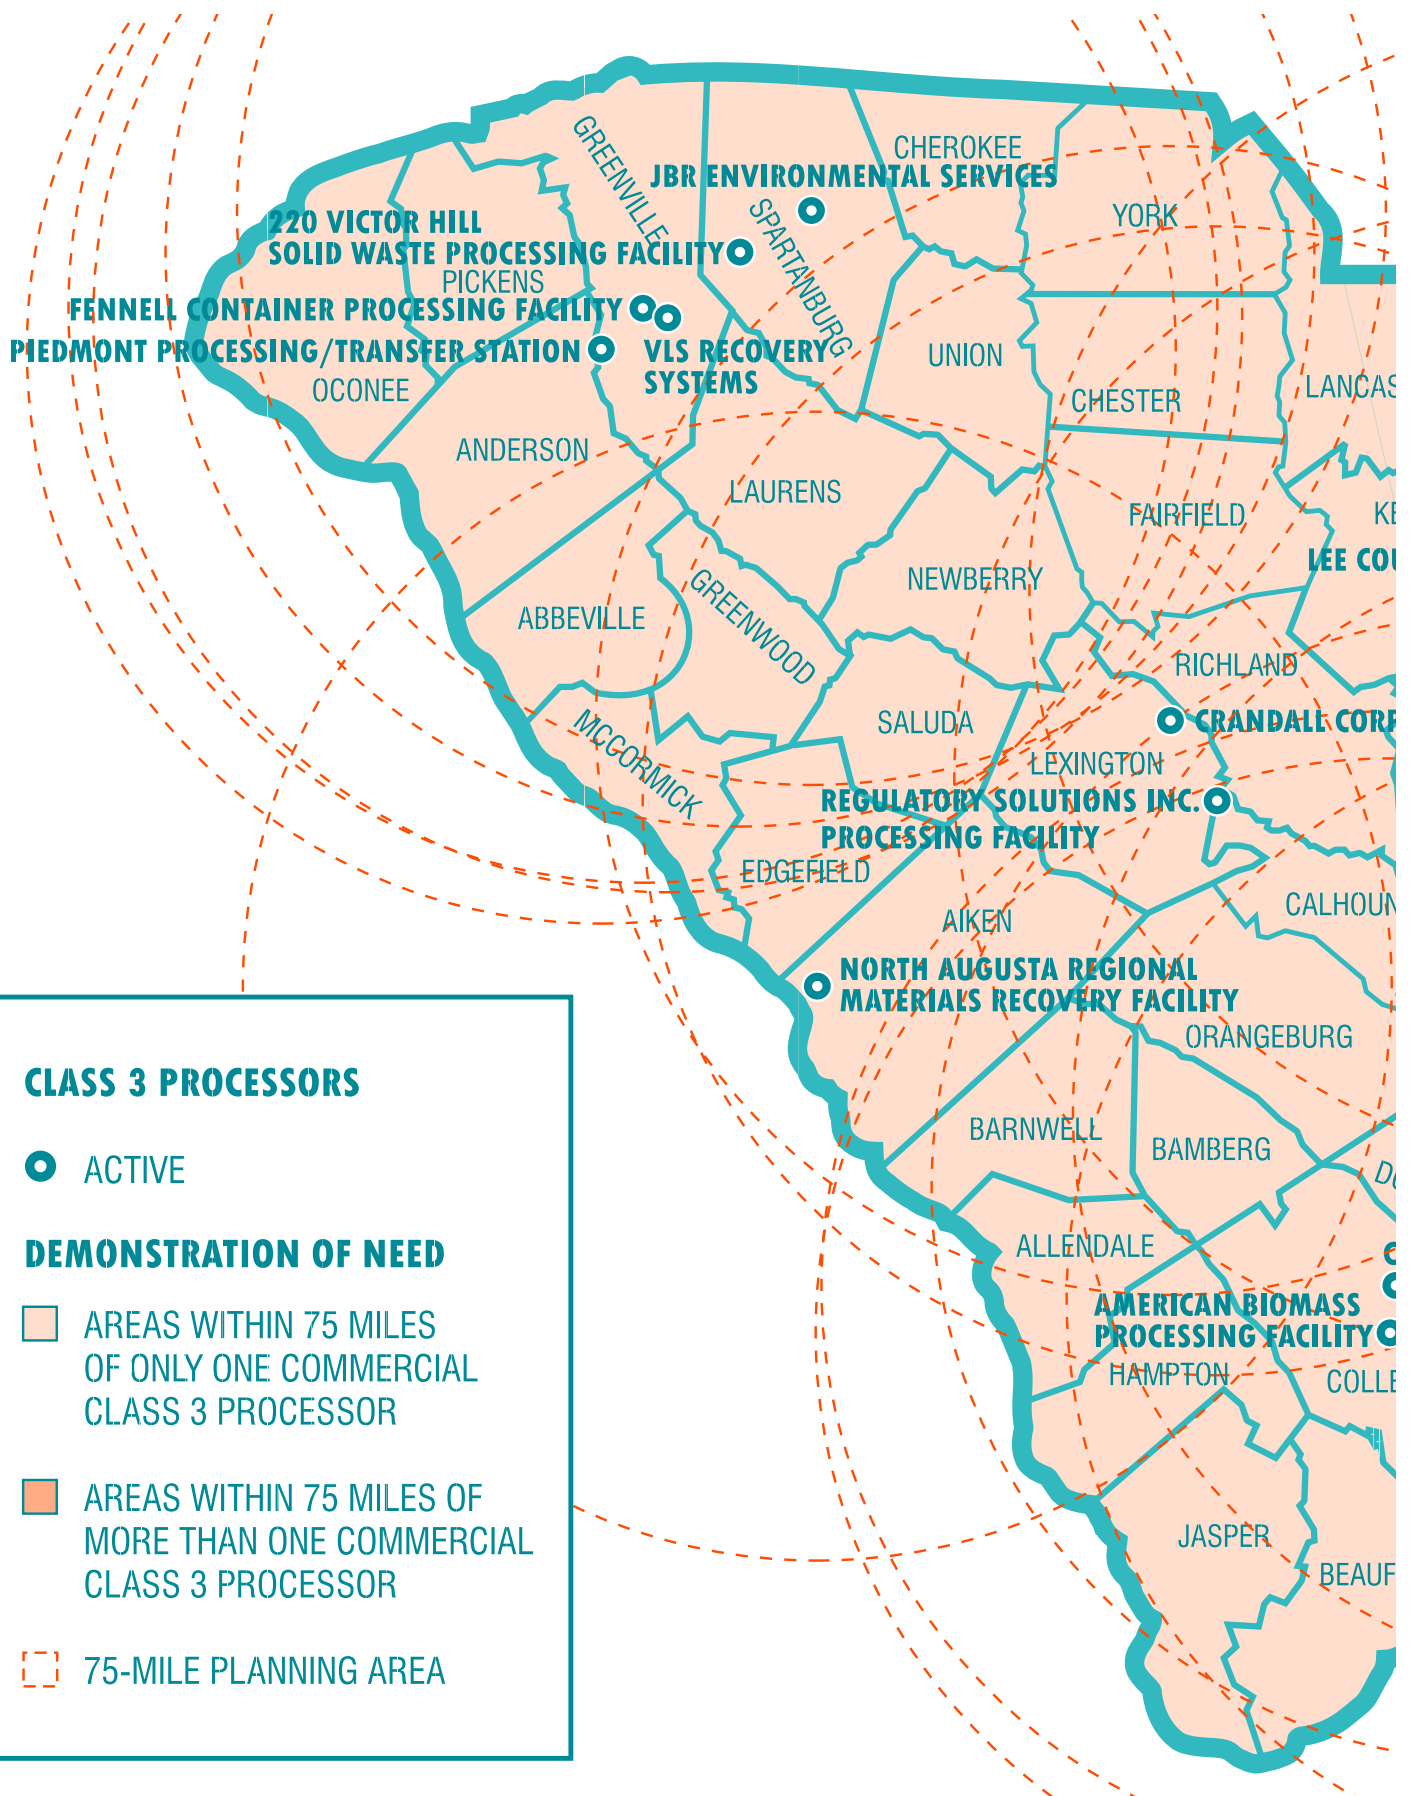 GREENVILLE
CHEROKEE
JBR ENVIRONMENTAL SERVICES
SPARTANBURG
YORK
220 VICTOR HILL
SOLID WASTE PROCESSING FACILITY
PICKENS
FENNELL CONTAINER PROCESSING FACILITY
PIEDMONT PROCESSING/TRANSFER STATION
VLS RECOVERY
SYSTEMS
UNION
OCONEE
CHESTER
LANCAS
ANDERSON
LAURENS
FAIRFIELD
KE
LEE COU
NEWBERRY
GREENWOOD
ABBEVILLE
RICHLAND
SALUDA
CRANDALL CORP
MCCORMICK
LEXINGTON
REGULATORY SOLUTIONS INC.
PROCESSING FACILITY
EDGEFIELD
CALHOUN
AIKEN
NORTH AUGUSTA REGIONAL
MATERIALS RECOVERY FACILITY
ORANGEBURG
BARNWELL
BAMBERG
DO
ALLENDALE
AMERICAN BIOMASS
PROCESSING FACILITY
HAMPTON
COLLE
JASPER
BEAUF
CLASS 3 PROCESSORS
ACTIVE
DEMONSTRATION OF NEED
AREAS WITHIN 75 MILES
OF ONLY ONE COMMERCIAL
CLASS 3 PROCESSOR
AREAS WITHIN 75 MILES OF
MORE THAN ONE COMMERCIAL
CLASS 3 PROCESSOR
75-MILE PLANNING AREA